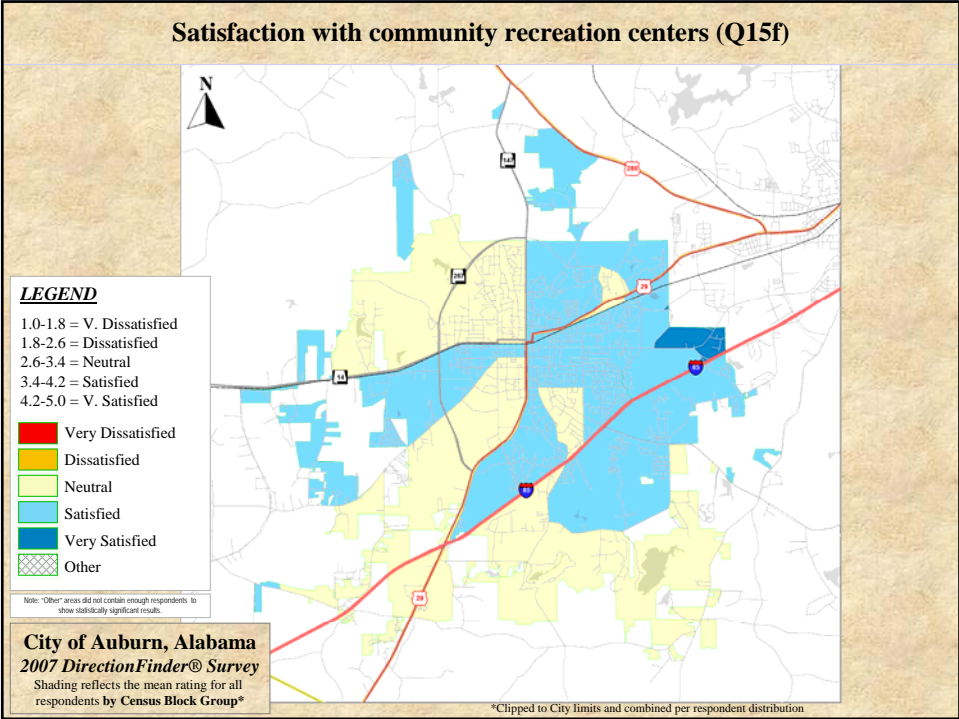 Satisfaction with community recreation centers (Q15f)
N
147
280
267
29
14
85
85
29
LEGEND
1.0-1.8 = V. Dissatisfied
1.8-2.6 = Dissatisfied
2.6-3.4 = Neutral
3.4-4.2 = Satisfied
4.2-5.0 = V. Satisfied
Very Dissatisfied
Dissatisfied
Neutral
Satisfied
Very Satisfied
Other
Note: "Other" areas did not contain enough respondents to
show statistically significant results.
City of Auburn, Alabama
2007 DirectionFinder® Survey
Shading reflects the mean rating for all
respondents by Census Block Group*
*Clipped to City limits and combined per respondent distribution